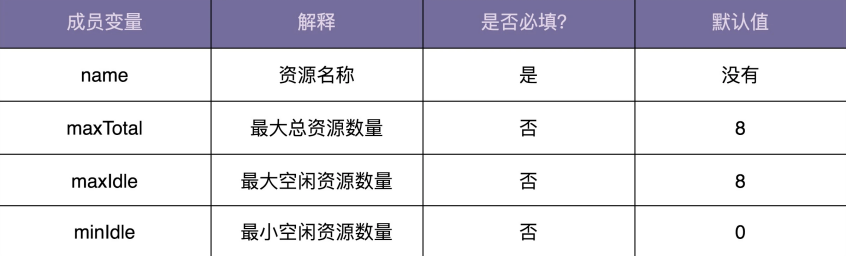 成员变量 解释 是否必填? 默认值
name 资源名称 是 没有
maxTotal 最大总资源数量 否 8
maxIdle 最大空闲资源数量 否 8
minIdle 最小空闲资源数量 否 0